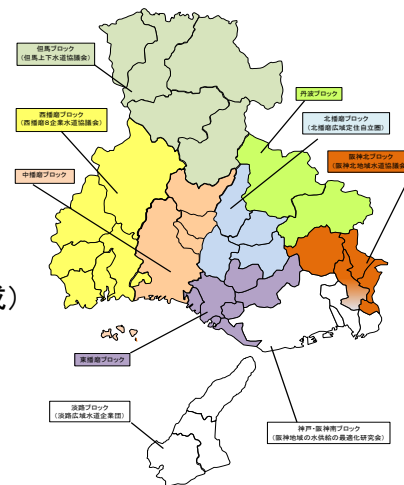 但馬ブロック
(但馬上下水道協議会)
丹波ブロック
西播磨ブロック
(西播磨8企業水道協議会)
北播磨ブロック
(北播磨広域定住自立圏)
阪神北ブロック
(阪神北地域水道協議会
中播磨ブロック
成)
東播磨ブロック
淡路ブロック
(淡路広域水道企業団)
神戸・阪神南ブロック
(阪神地域の水供給の最適化研究会)